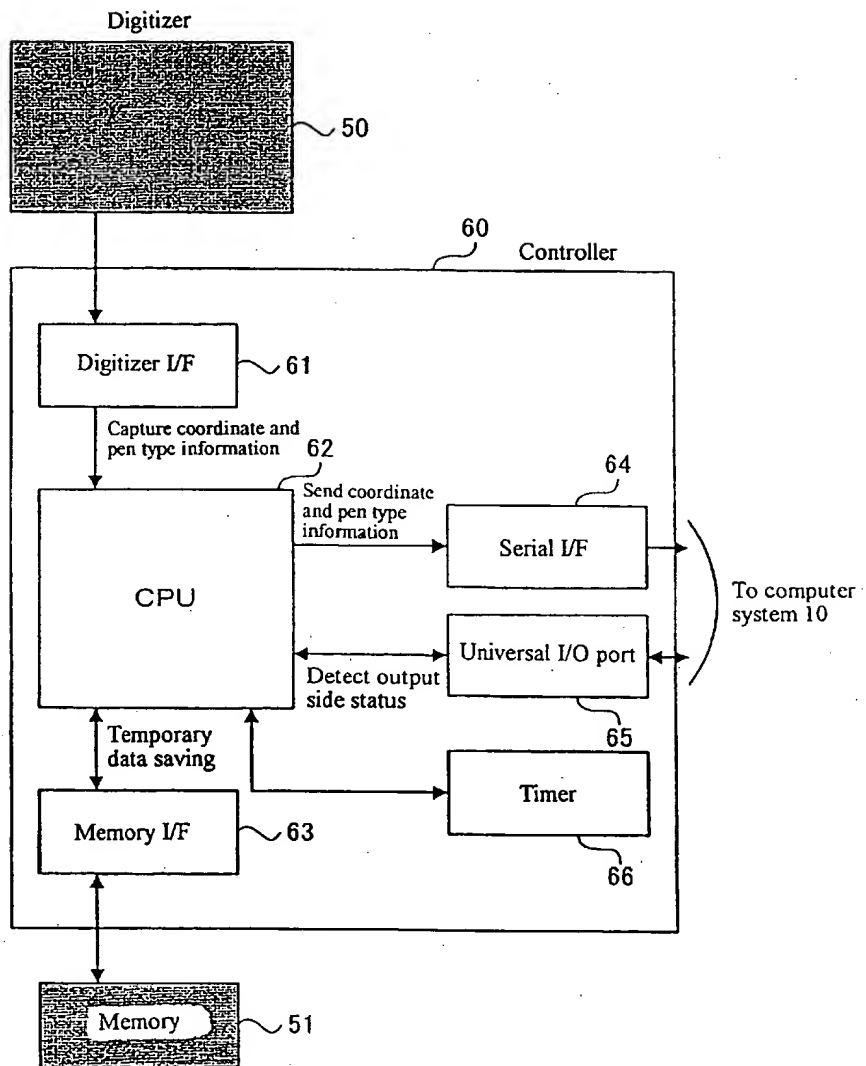 Digitizer
50
60
Controller
Digitizer I/F
61
Capture coordinate and
pen type information
62
Send coordinate
and pen type
information
64
Serial I/F
CPU
To computer
system 10
Universal I/O port
Detect output
side status
65
Temporary
data saving
Timer
Memory I/F
63
66
Memory
51